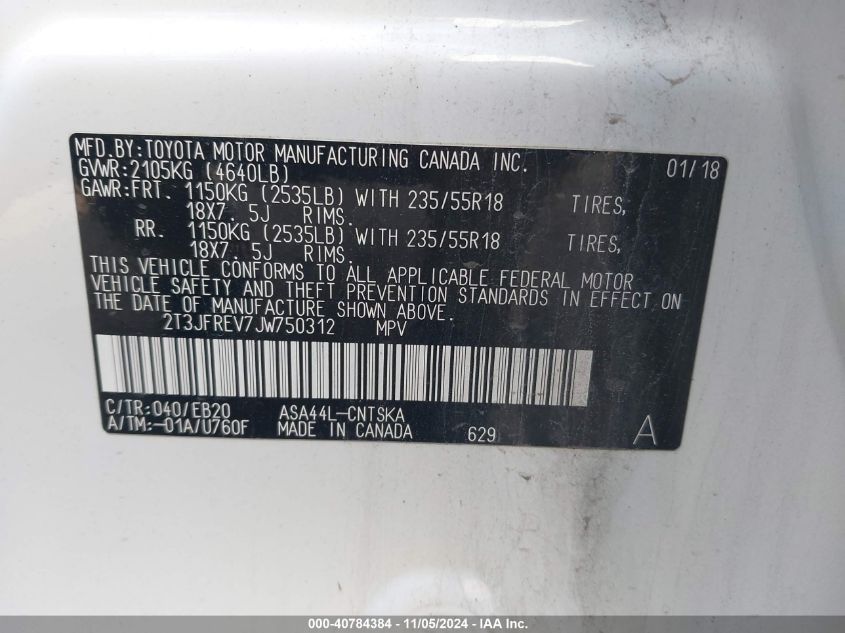 MFD.BY:TOYOTA MOTOR MANUFACTURING CANADA INC. 01/18
GVWR:2105KG (4640LB)
GAWR:FRT. 1150KG (2535LB) WITH 235/55R18 TIRES,
18X7. 5J RIMS.
RR. 1150KG (2535LB) WITH 235/55R18 TIRES,
18X7. 5J RIMS.
THIS VEHICLE CONFORMS TO ALL APPLICABLE FEDERAL MOTOR
VEHICLE SAFETY AND THEFT PREVENTION STANDARDS IN EFFECT ON
THE DATE OF MANUFACTURE SHOWN ABOVE.
2T3JFREV7JW750312 MPV
C/TR:040/EB20 ASA44L-CNTSKA
A/TM:-01A/U760F MADE IN CANADA 629 A
000-40784384 - 11/05/2024 - IAA Inc.